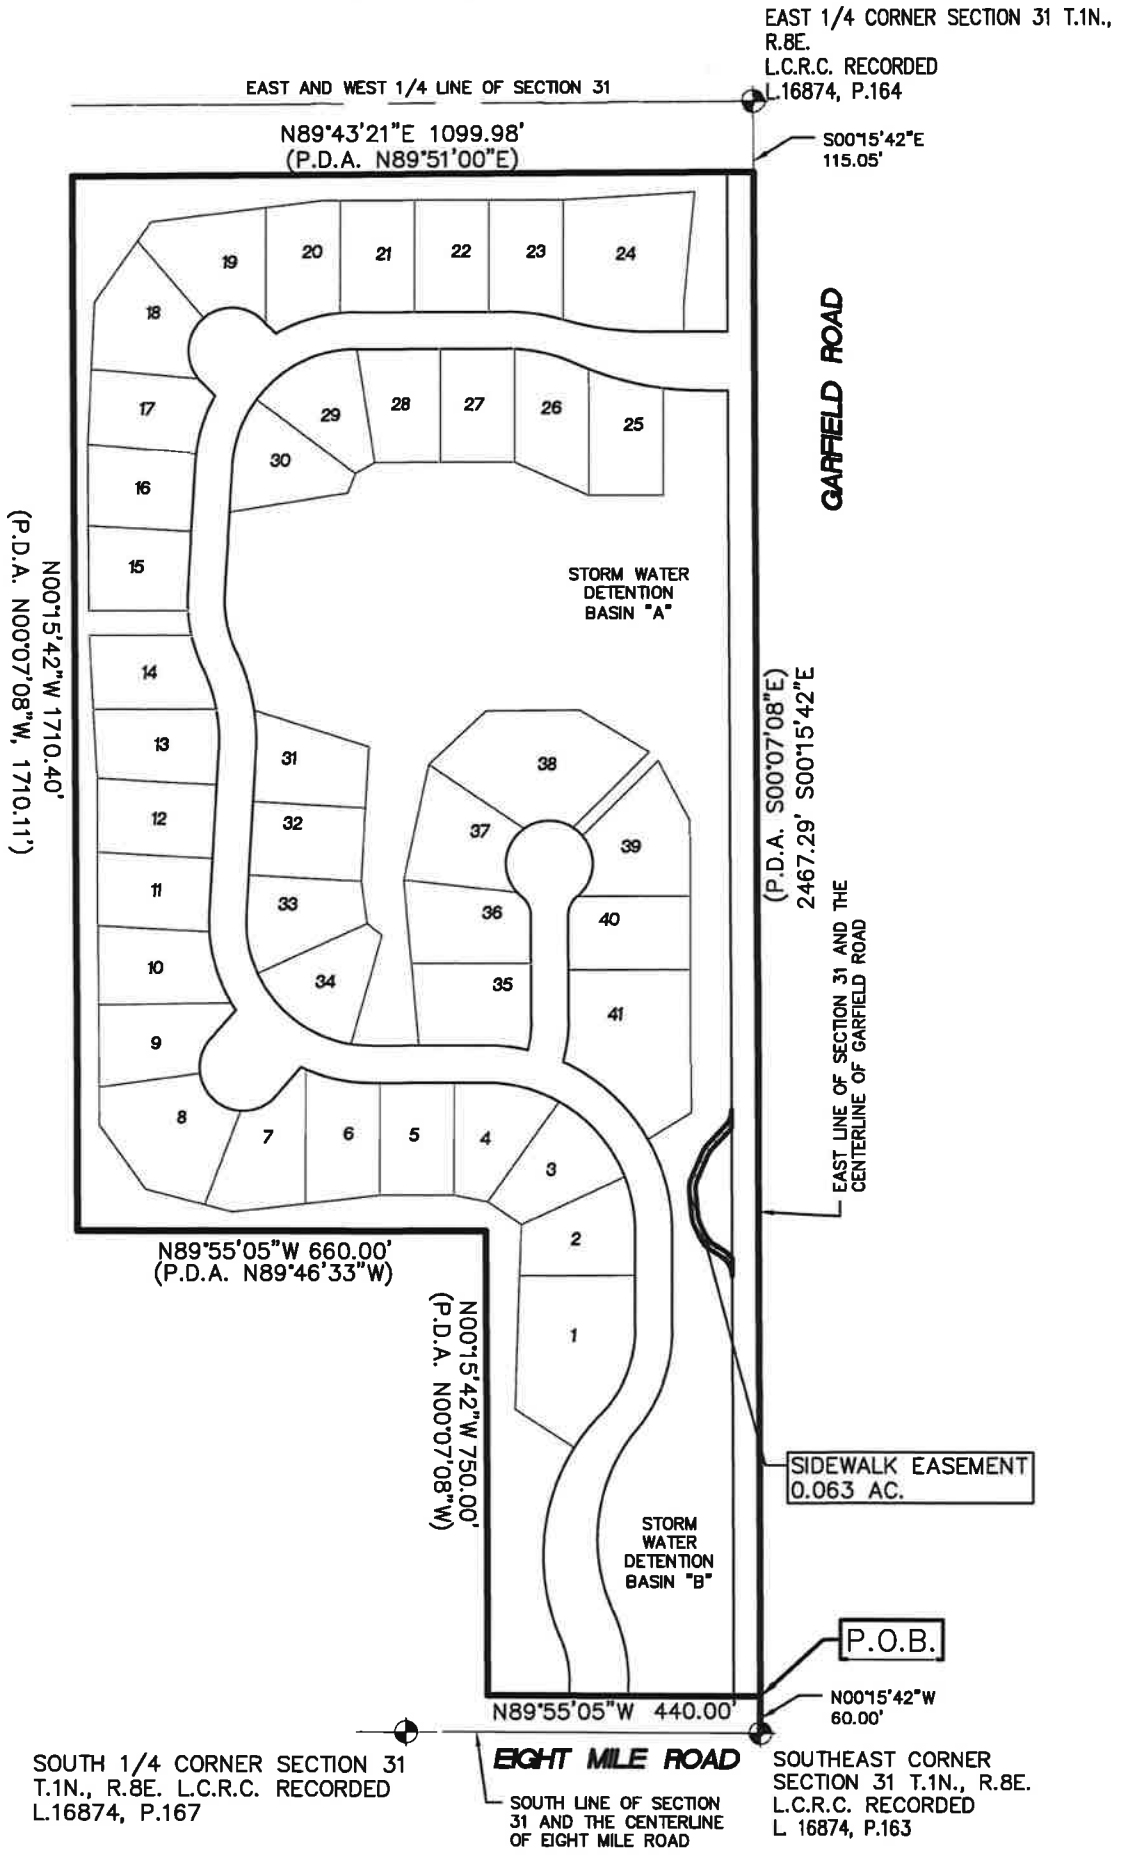 EAST 1/4 CORNER SECTION 31 T.1N.,
R.8E.
L.C.R.C. RECORDED
L.16874, P.164
EAST AND WEST 1/4 LINE OF SECTION 31
N89°43'21"E 1099.98'
(P.D.A. N89°51'00"E)
S00°15'42"E
115.05'
19
20
21
22
23
24
18
17
16
15
29
28
27
26
25
30
GARFIELD ROAD
STORM WATER
DETENTION
BASIN "A"
N00°15'42"W 1710.40'
(P.D.A. N00°07'08"W, 1710.11')
14
13
12
11
10
9
8
31
32
33
34
38
37
39
36
40
35
41
(P.D.A. S00°07'08"E)
2467.29' S00°15'42"E
EAST LINE OF SECTION 31 AND THE
CENTERLINE OF GARFIELD ROAD
7
6
5
4
3
2
1
N89°55'05"W 660.00'
(P.D.A. N89°46'33"W)
N00°15'42"W 750.00'
(P.D.A. N00°07'08"W)
SIDEWALK EASEMENT
0.063 AC.
STORM
WATER
DETENTION
BASIN "B"
P.O.B.
N89°55'05"W 440.00'
N00°15'42"W
60.00'
EIGHT MILE ROAD
SOUTH 1/4 CORNER SECTION 31
T.1N., R.8E. L.C.R.C. RECORDED
L.16874, P.167
SOUTH LINE OF SECTION
31 AND THE CENTERLINE
OF EIGHT MILE ROAD
SOUTHEAST CORNER
SECTION 31 T.1N., R.8E.
L.C.R.C. RECORDED
L 16874, P.163